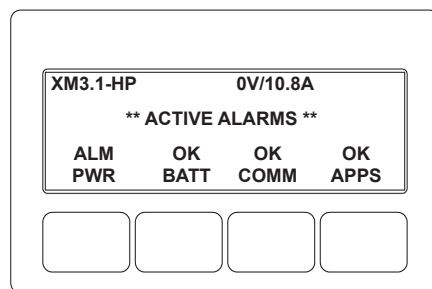 XM3.1-HP 0V/10.8A
** ACTIVE ALARMS **
ALM OK OK OK
PWR BATT COMM APPS